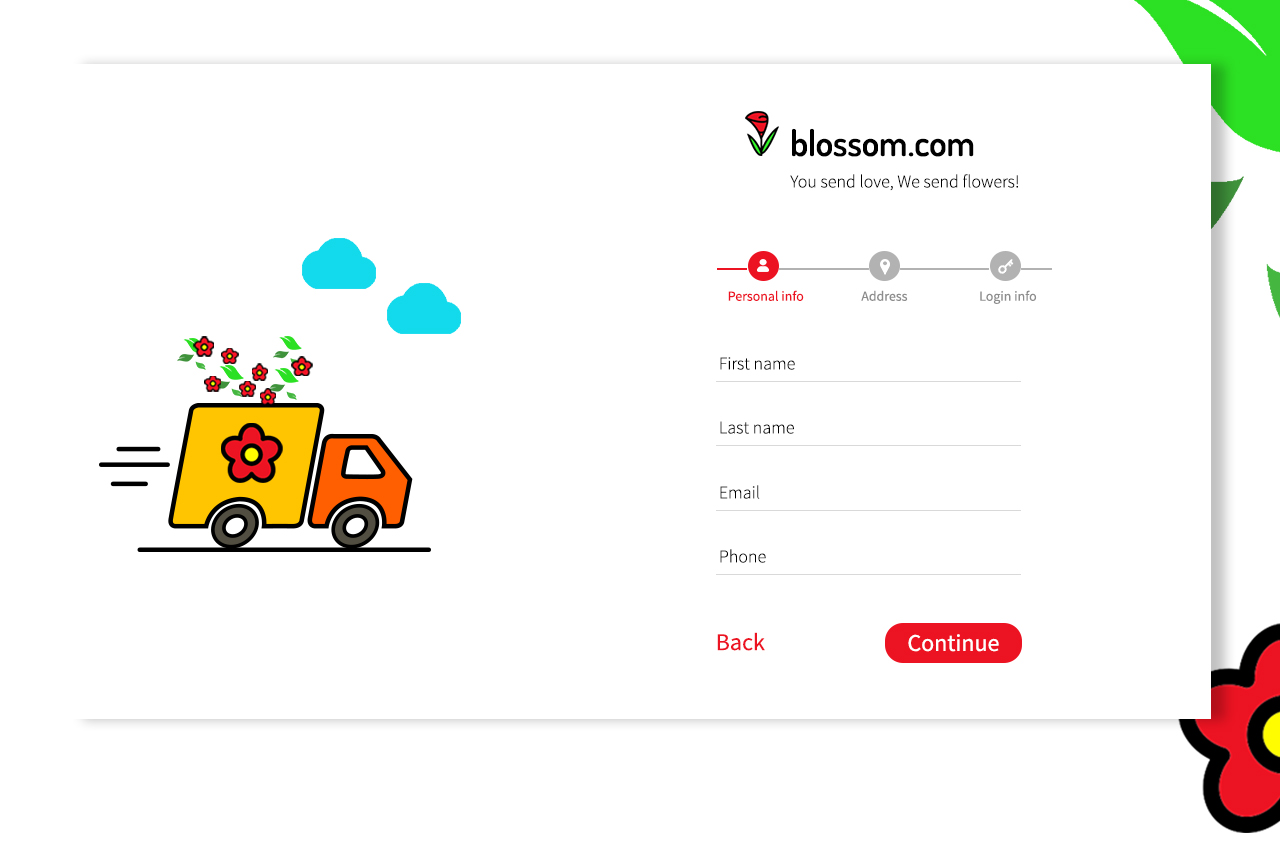 blossom.com
You send love, We send flowers!
Personal info
Address
Login info
First name
Last name
Email
Phone
Back
Continue